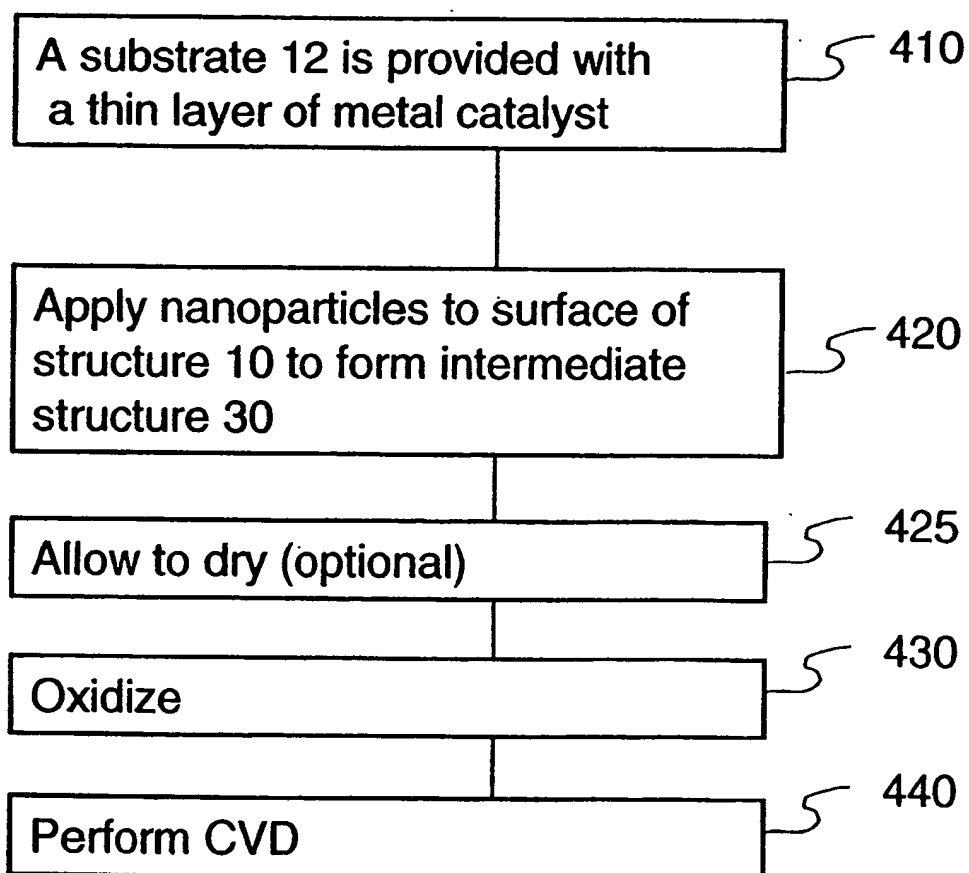 A substrate 12 is provided with
a thin layer of metal catalyst
410
Apply nanoparticles to surface of
structure 10 to form intermediate
structure 30
420
Allow to dry (optional)
425
Oxidize
430
Perform CVD
440